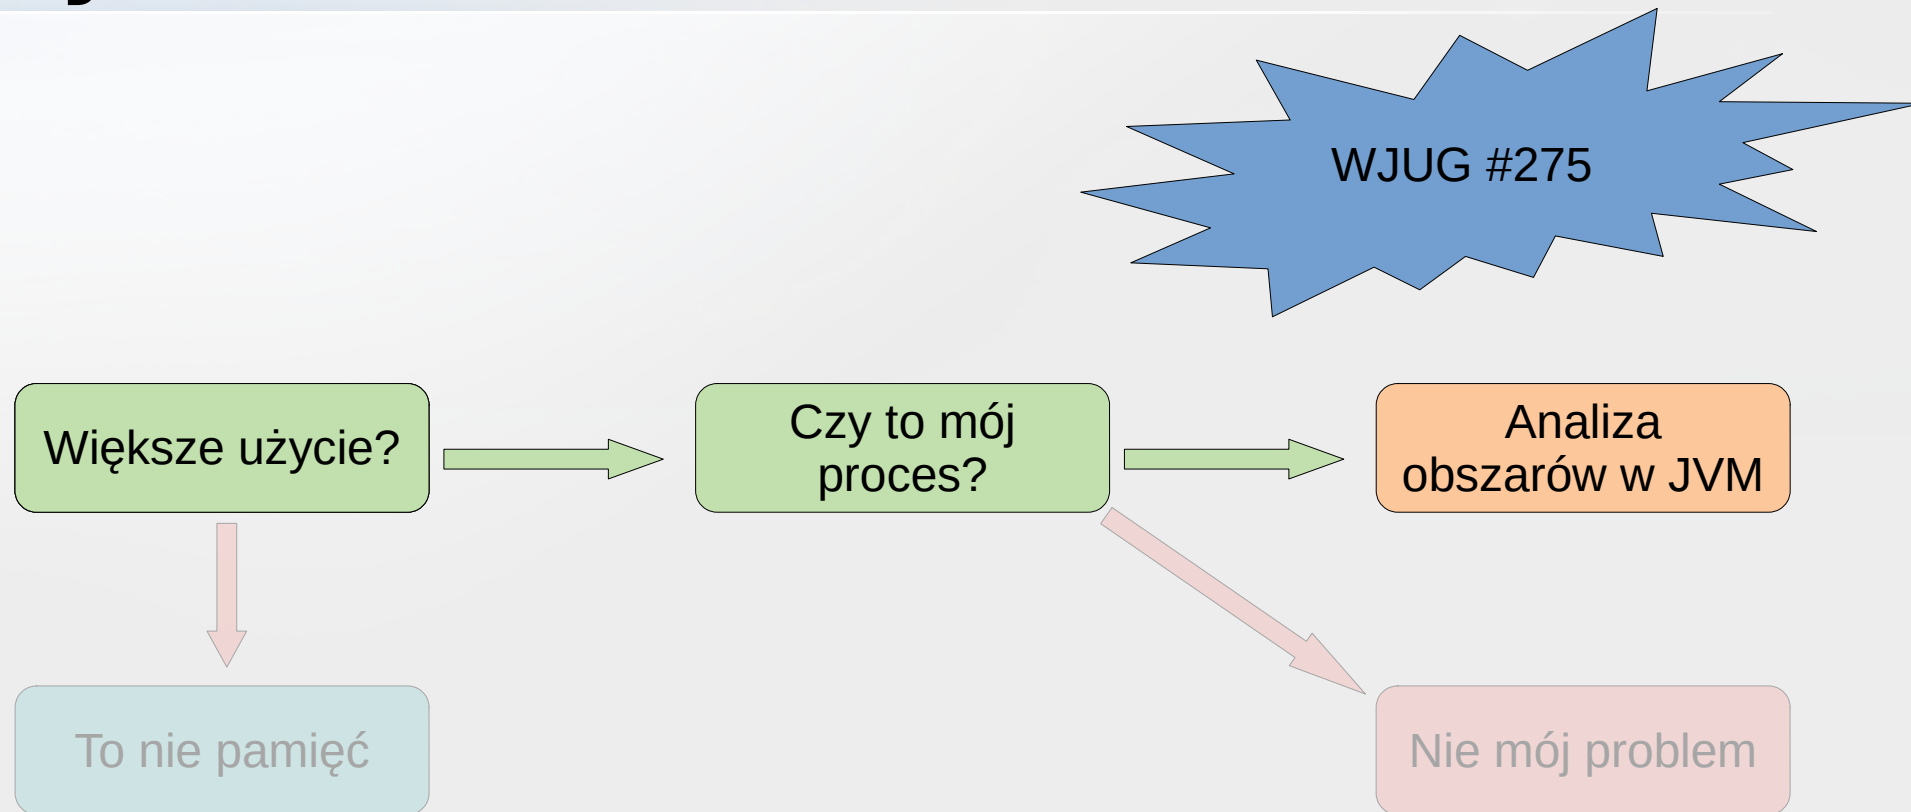 WJUG #275
Większe użycie?
Czy to mój
proces?
Analiza
obszarów w JVM
To nie pamięć
Nie mój problem